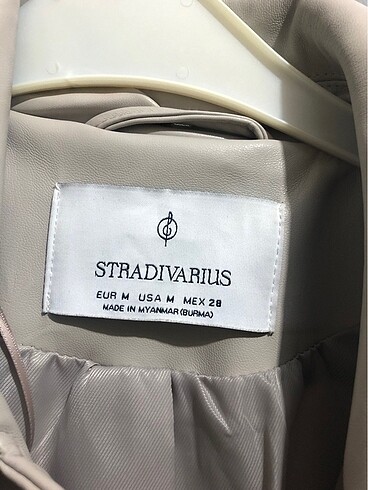 STRADIVARIUS
EUR M USA M MEX 28
MADE IN MYANMAR (BURMA)